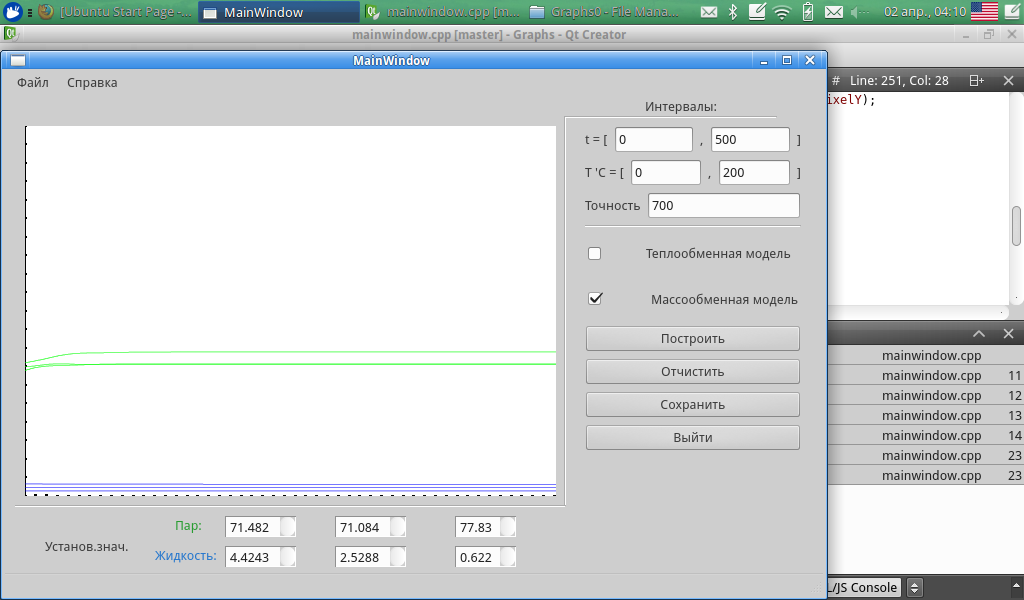 [Ubuntu Start Page -...
MainWindow
mainwindow.cpp [m...
Graphs0 - File Mana...
02 апр., 04:10
mainwindow.cpp [master] - Graphs - Qt Creator
MainWindow
# Line: 251, Col: 28
Файл Справка
ixelY);
Интервалы:
t = [ 0 , 500 ]
T 'C = [ 0 , 200 ]
Точность 700
Теплообменная модель
Массообменная модель
Построить
Отчистить
Сохранить
Выйти
mainwindow.cpp
mainwindow.cpp 11
mainwindow.cpp 12
mainwindow.cpp 13
mainwindow.cpp 14
mainwindow.cpp 23
mainwindow.cpp 23
Установ.знач.
Пар: 71.482 71.084 77.83
Жидкость: 4.4243 2.5288 0.622
L/JS Console